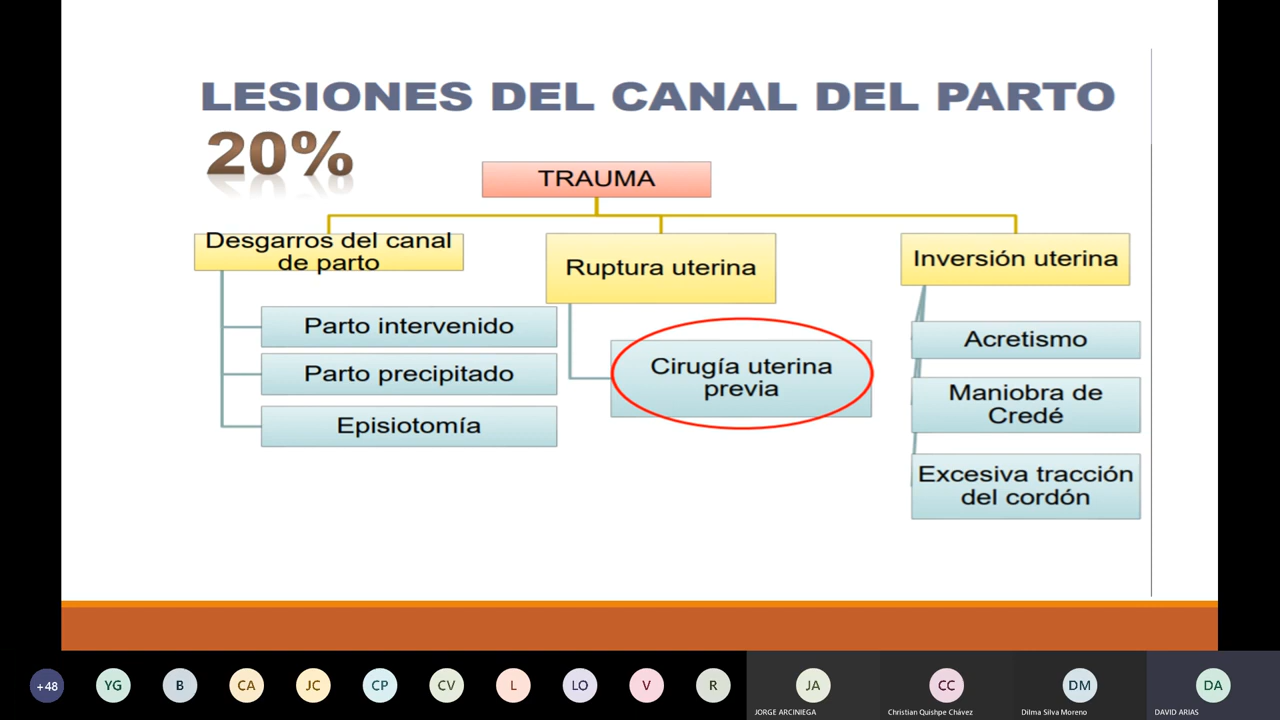 LESIONES DEL CANAL DEL PARTO
20%
TRAUMA
Desgarros del canal
de parto
Parto intervenido
Parto precipitado
Episiotomía
Ruptura uterina
Cirugía uterina
previa
Inversión uterina
Acretismo
Maniobra de
Credé
Excesiva tracción
del cordón
+48
YG
B
CA
JC
CP
CV
L
LO
V
R
JA
JORGE ARCINIEGA
CC
Christian Quishpe Chávez
DM
Dilma Silva Moreno
DA
DAVID ARIAS